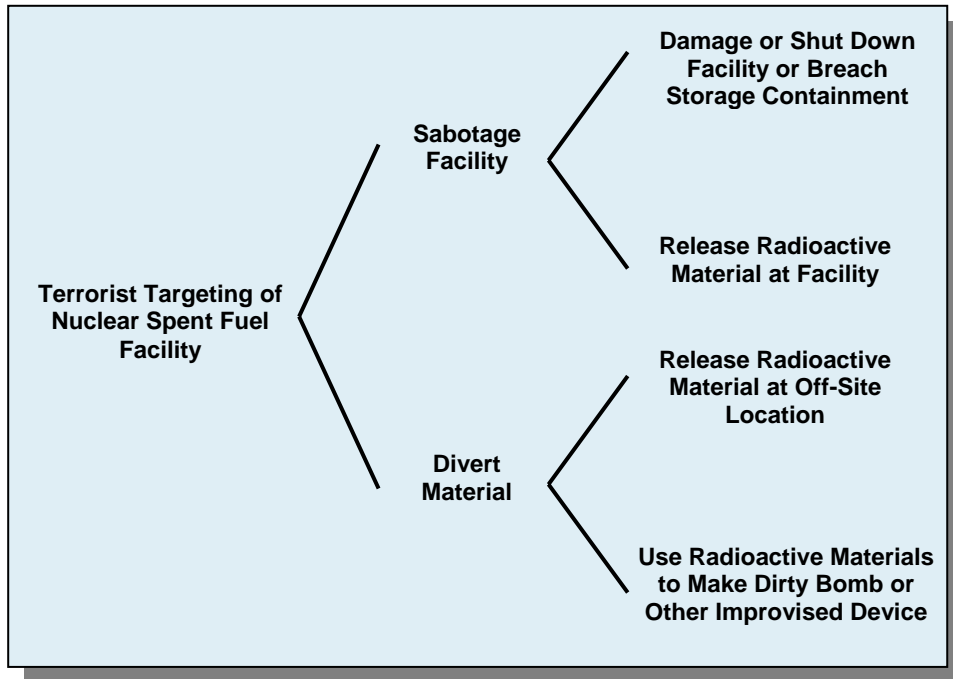 Damage or Shut Down
Facility or Breach
Storage Containment
Sabotage
Facility
Release Radioactive
Material at Facility
Terrorist Targeting of
Nuclear Spent Fuel
Facility
Release Radioactive
Material at Off-Site
Location
Divert
Material
Use Radioactive Materials
to Make Dirty Bomb or
Other Improvised Device